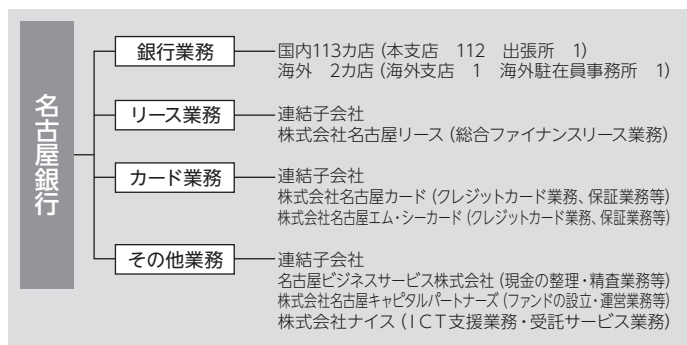 名古屋銀行
銀行業務
国内113カ店（本支店　112　出張所　1）
海外　2カ店（海外支店　1　海外駐在員事務所　1）
リース業務
連結子会社
株式会社名古屋リース（総合ファイナンスリース業務）
カード業務
連結子会社
株式会社名古屋カード（クレジットカード業務、保証業務等）
株式会社名古屋エム・シーカード（クレジットカード業務、保証業務等）
その他業務
連結子会社
名古屋ビジネスサービス株式会社（現金の整理・精査業務等）
株式会社名古屋キャピタルパートナーズ（ファンドの設立・運営業務等）
株式会社ナイス（ＩＣＴ支援業務・受託サービス業務）